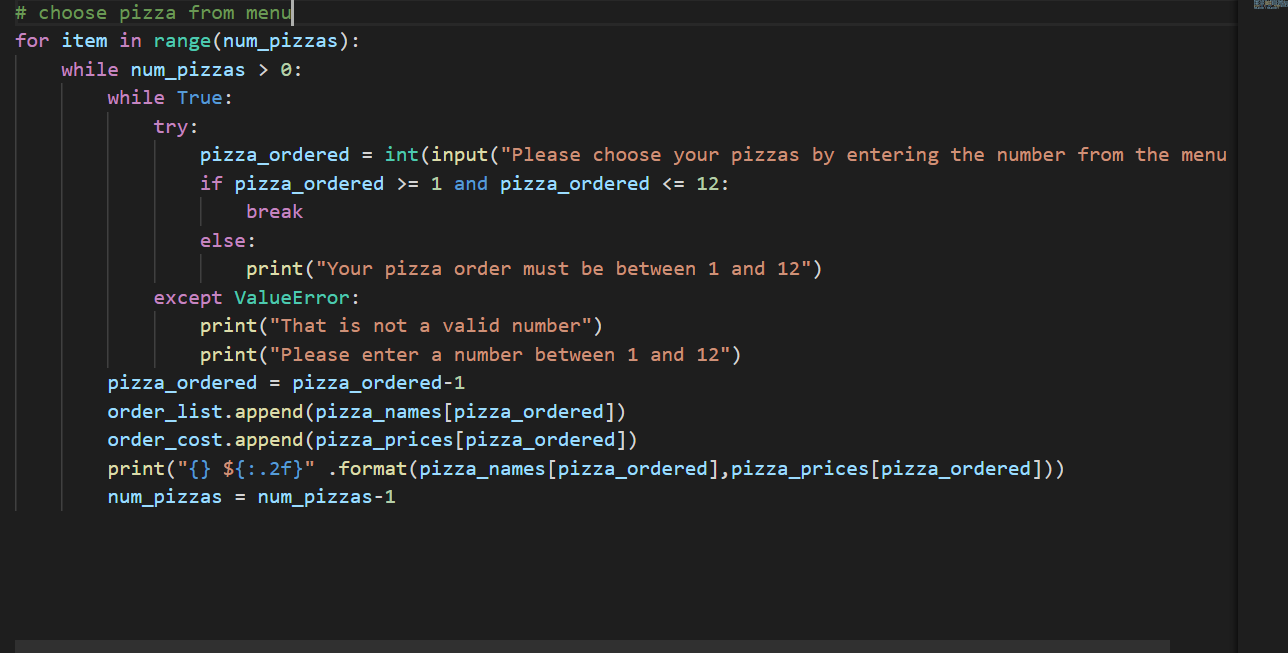 # choose pizza from menu
for item in range(num_pizzas):
    while num_pizzas > 0:
        while True:
            try:
                pizza_ordered = int(input("Please choose your pizzas by entering the number from the menu
                if pizza_ordered >= 1 and pizza_ordered <= 12:
                    break
                else:
                    print("Your pizza order must be between 1 and 12")
            except ValueError:
                print("That is not a valid number")
                print("Please enter a number between 1 and 12")
        pizza_ordered = pizza_ordered-1
        order_list.append(pizza_names[pizza_ordered])
        order_cost.append(pizza_prices[pizza_ordered])
        print("{} ${:.2f}" .format(pizza_names[pizza_ordered],pizza_prices[pizza_ordered]))
        num_pizzas = num_pizzas-1